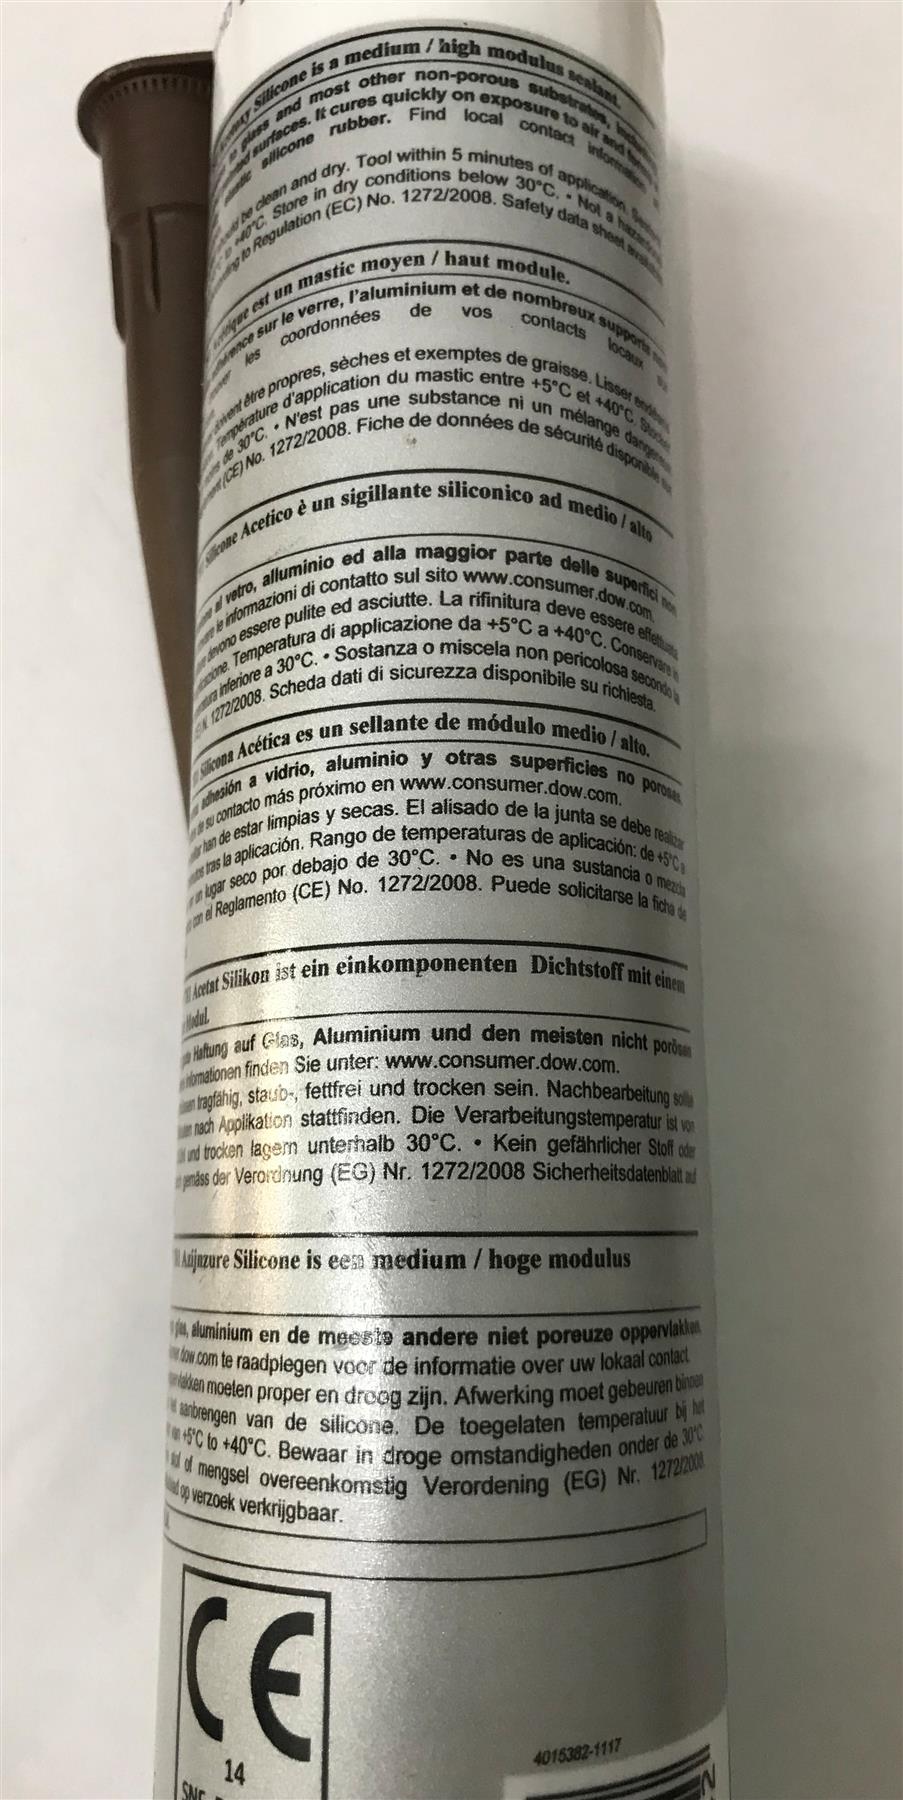 Silicone is a medium / high modulus sealant.
glass and most other non-porous substrates,
surfaces. It cures quickly on exposure to air and
silicone rubber. Find local contact information
be clean and dry. Tool within 5 minutes of application.
+40°C. Store in dry conditions below 30°C. • Not a
to Regulation (EC) No. 1272/2008. Safety data sheet
est un mastic moyen / haut module.
sur le verre, l'aluminium et de nombreux supports
les coordonnées de vos contacts locaux
être propres, sèches et exemptes de graisse. Lisser
Température d'application du mastic entre +5°C et +40°C.
de 30°C. • N'est pas une substance ni un mélange
(CE) No. 1272/2008. Fiche de données de sécurité disponible
Silicone Acetico è un sigillante siliconico ad medio / alto
al vetro, alluminio ed alla maggior parte delle superfici non
le informazioni di contatto sul sito www.consumer.dow.com.
devono essere pulite ed asciutte. La rifinitura deve essere effettuata
Temperatura di applicazione da +5°C a +40°C. Conservare in
inferiore a 30°C. • Sostanza o miscela non pericolosa secondo
N. 1272/2008. Scheda dati di sicurezza disponibile su richiesta.
Silicona Acética es un sellante de módulo medio / alto.
adhesión a vidrio, aluminio y otras superficies no porosas.
su contacto más próximo en www.consumer.dow.com.
han de estar limpias y secas. El alisado de la junta se debe realizar
tras la aplicación. Rango de temperaturas de aplicación: de +5°C a
un lugar seco por debajo de 30°C. • No es una sustancia o mezcla
con el Reglamento (CE) No. 1272/2008. Puede solicitarse la ficha de
Acetat Silikon ist ein einkomponenten Dichtstoff mit einem
Modul.
Haftung auf Glas, Aluminium und den meisten nicht porösen
finden Sie unter: www.consumer.dow.com.
tragfähig, staub-, fettfrei und trocken sein. Nachbearbeitung sollte
nach Applikation stattfinden. Die Verarbeitungstemperatur ist von
und trocken lagern unterhalb 30°C. • Kein gefährlicher Stoff oder
gemäss der Verordnung (EG) Nr. 1272/2008 Sicherheitsdatenblatt auf
Azijnzure Silicone is een medium / hoge modulus
glas, aluminium en de meeste andere niet poreuze oppervlakken.
te raadplegen voor de informatie over uw lokaal contact.
moeten proper en droog zijn. Afwerking moet gebeuren binnen
aanbrengen van de silicone. De toegelaten temperatuur bij het
van +5°C to +40°C. Bewaar in droge omstandigheden onder de 30°C.
of mengsel overeenkomstig Verordening (EG) Nr. 1272/2008.
op verzoek verkrijgbaar.
CE
14
4015382-1117